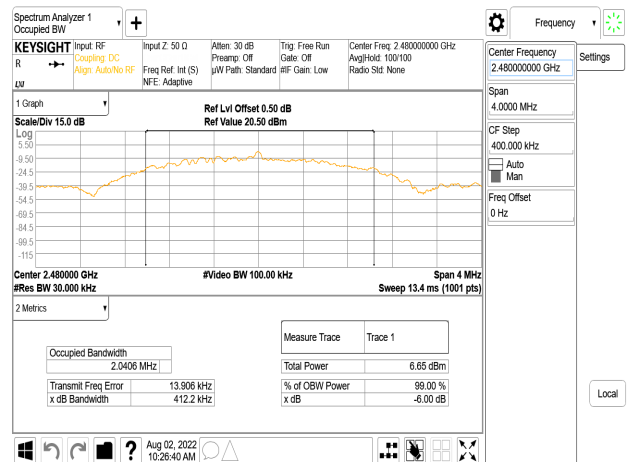 Spectrum Analyzer 1
Occupied BW
Frequency
KEYSIGHT Input: RF Input Z: 50 Ω Atten: 30 dB Trig: Free Run Center Freq: 2.480000000 GHz
R Coupling: DC Preamp: Off Gate: Off Avg|Hold: 100/100
Align: Auto/No RF Freq Ref: Int (S) µW Path: Standard #IF Gain: Low Radio Std: None
LXI NFE: Adaptive
Center Frequency
2.480000000 GHz
Settings
Span
4.0000 MHz
CF Step
400.000 kHz
Auto
Man
Freq Offset
0 Hz
Local
1 Graph
Ref Lvl Offset 0.50 dB
Scale/Div 15.0 dB Ref Value 20.50 dBm
Log
5.50
-9.50
-24.5
-39.5
-54.5
-69.5
-84.5
-99.5
-115
Center 2.480000 GHz #Video BW 100.00 kHz Span 4 MHz
#Res BW 30.000 kHz Sweep 13.4 ms (1001 pts)
2 Metrics
Measure Trace Trace 1
Occupied Bandwidth
2.0406 MHz
Total Power 6.65 dBm
Transmit Freq Error 13.906 kHz % of OBW Power 99.00 %
x dB Bandwidth 412.2 kHz x dB -6.00 dB
? Aug 02, 2022
10:26:40 AM